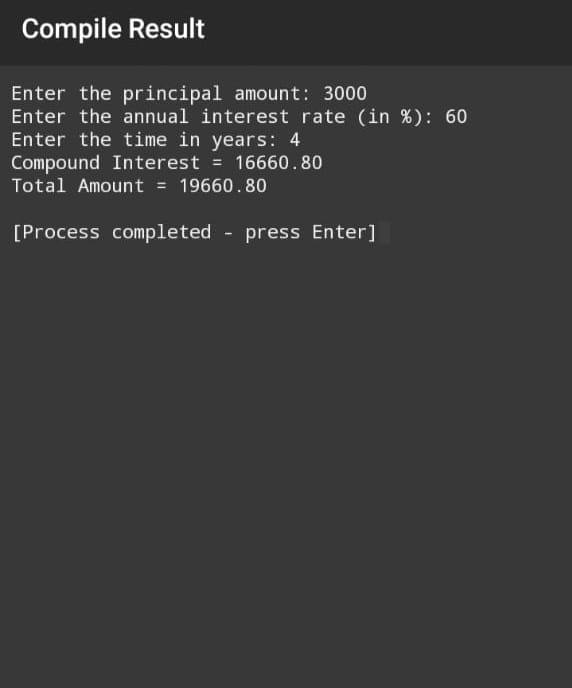 Compile Result
Enter the principal amount: 3000
Enter the annual interest rate (in %): 60
Enter the time in years: 4
Compound Interest = 16660.80
Total Amount = 19660.80
[Process completed - press Enter]